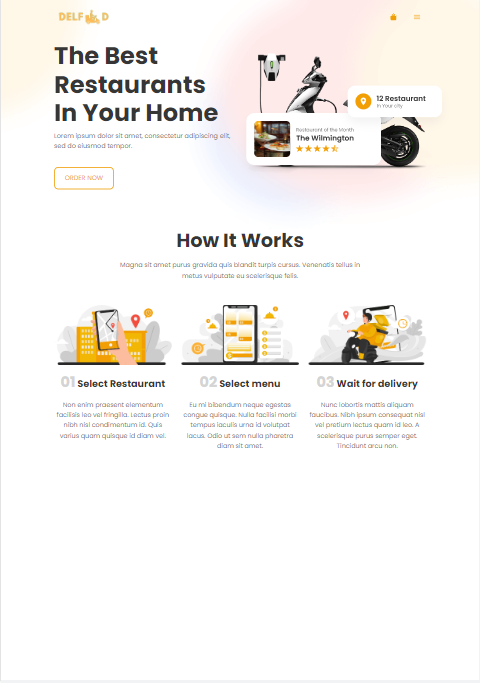 DELF D
The Best
Restaurants
In Your Home
Lorem ipsum dolor sit amet, consectetur adipiscing elit,
sed do eiusmod tempor.
ORDER NOW
12 Restaurant
In Your city
Restaurant of the Month
The Wilmington
How It Works
Magna sit amet purus gravida quis blandit turpis cursus. Venenatis tellus in
metus vulputate eu scelerisque felis.
01 Select Restaurant
Non enim praesent elementum
facilisis leo vel fringilla. Lectus proin
nibh nisl condimentum id. Quis
varius quam quisque id diam vel.
02 Select menu
Eu mi bibendum neque egestas
congue quisque. Nulla facilisi morbi
tempus iaculis urna id volutpat
lacus. Odio ut sem nulla pharetra
diam sit amet.
03 Wait for delivery
Nunc lobortis mattis aliquam
faucibus. Nibh ipsum consequat nisl
vel pretium lectus quam id leo. A
scelerisque purus semper eget.
Tincidunt arcu non.